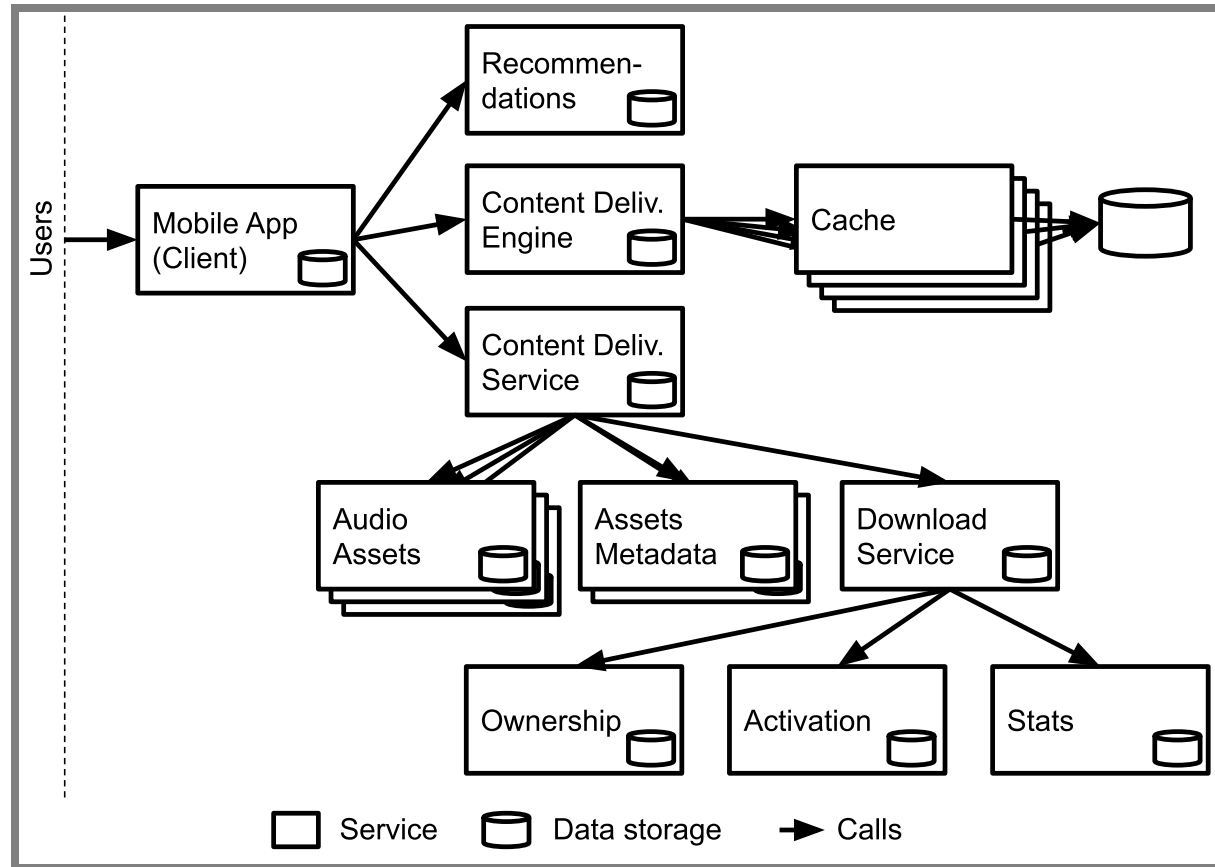 Users
Mobile App
(Client)
Recommen-
dations
Content Deliv.
Engine
Cache
Content Deliv.
Service
Audio
Assets
Assets
Metadata
Download
Service
Ownership
Activation
Stats
Service
Data storage
Calls